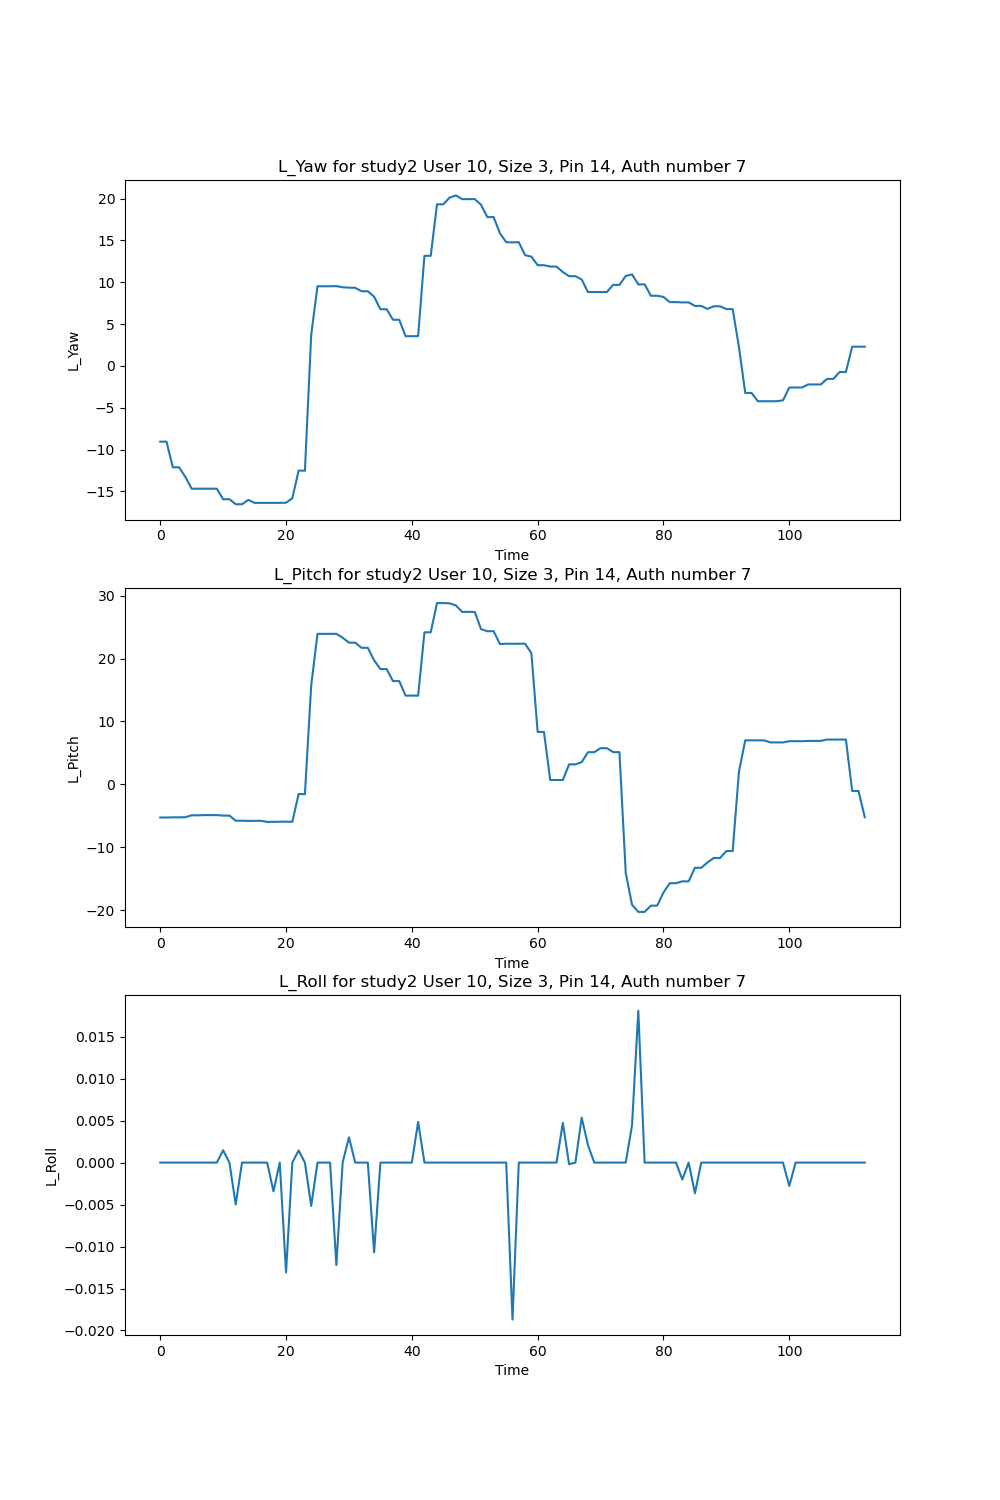 L_Yaw for study2 User 10, Size 3, Pin 14, Auth number 7
20
15
10
5
0
−5
−10
−15
L_Yaw
0 20 40 60 80 100
Time
L_Pitch for study2 User 10, Size 3, Pin 14, Auth number 7
30
20
10
0
−10
−20
L_Pitch
0 20 40 60 80 100
Time
L_Roll for study2 User 10, Size 3, Pin 14, Auth number 7
0.015
0.010
0.005
0.000
−0.005
−0.010
−0.015
−0.020
L_Roll
0 20 40 60 80 100
Time